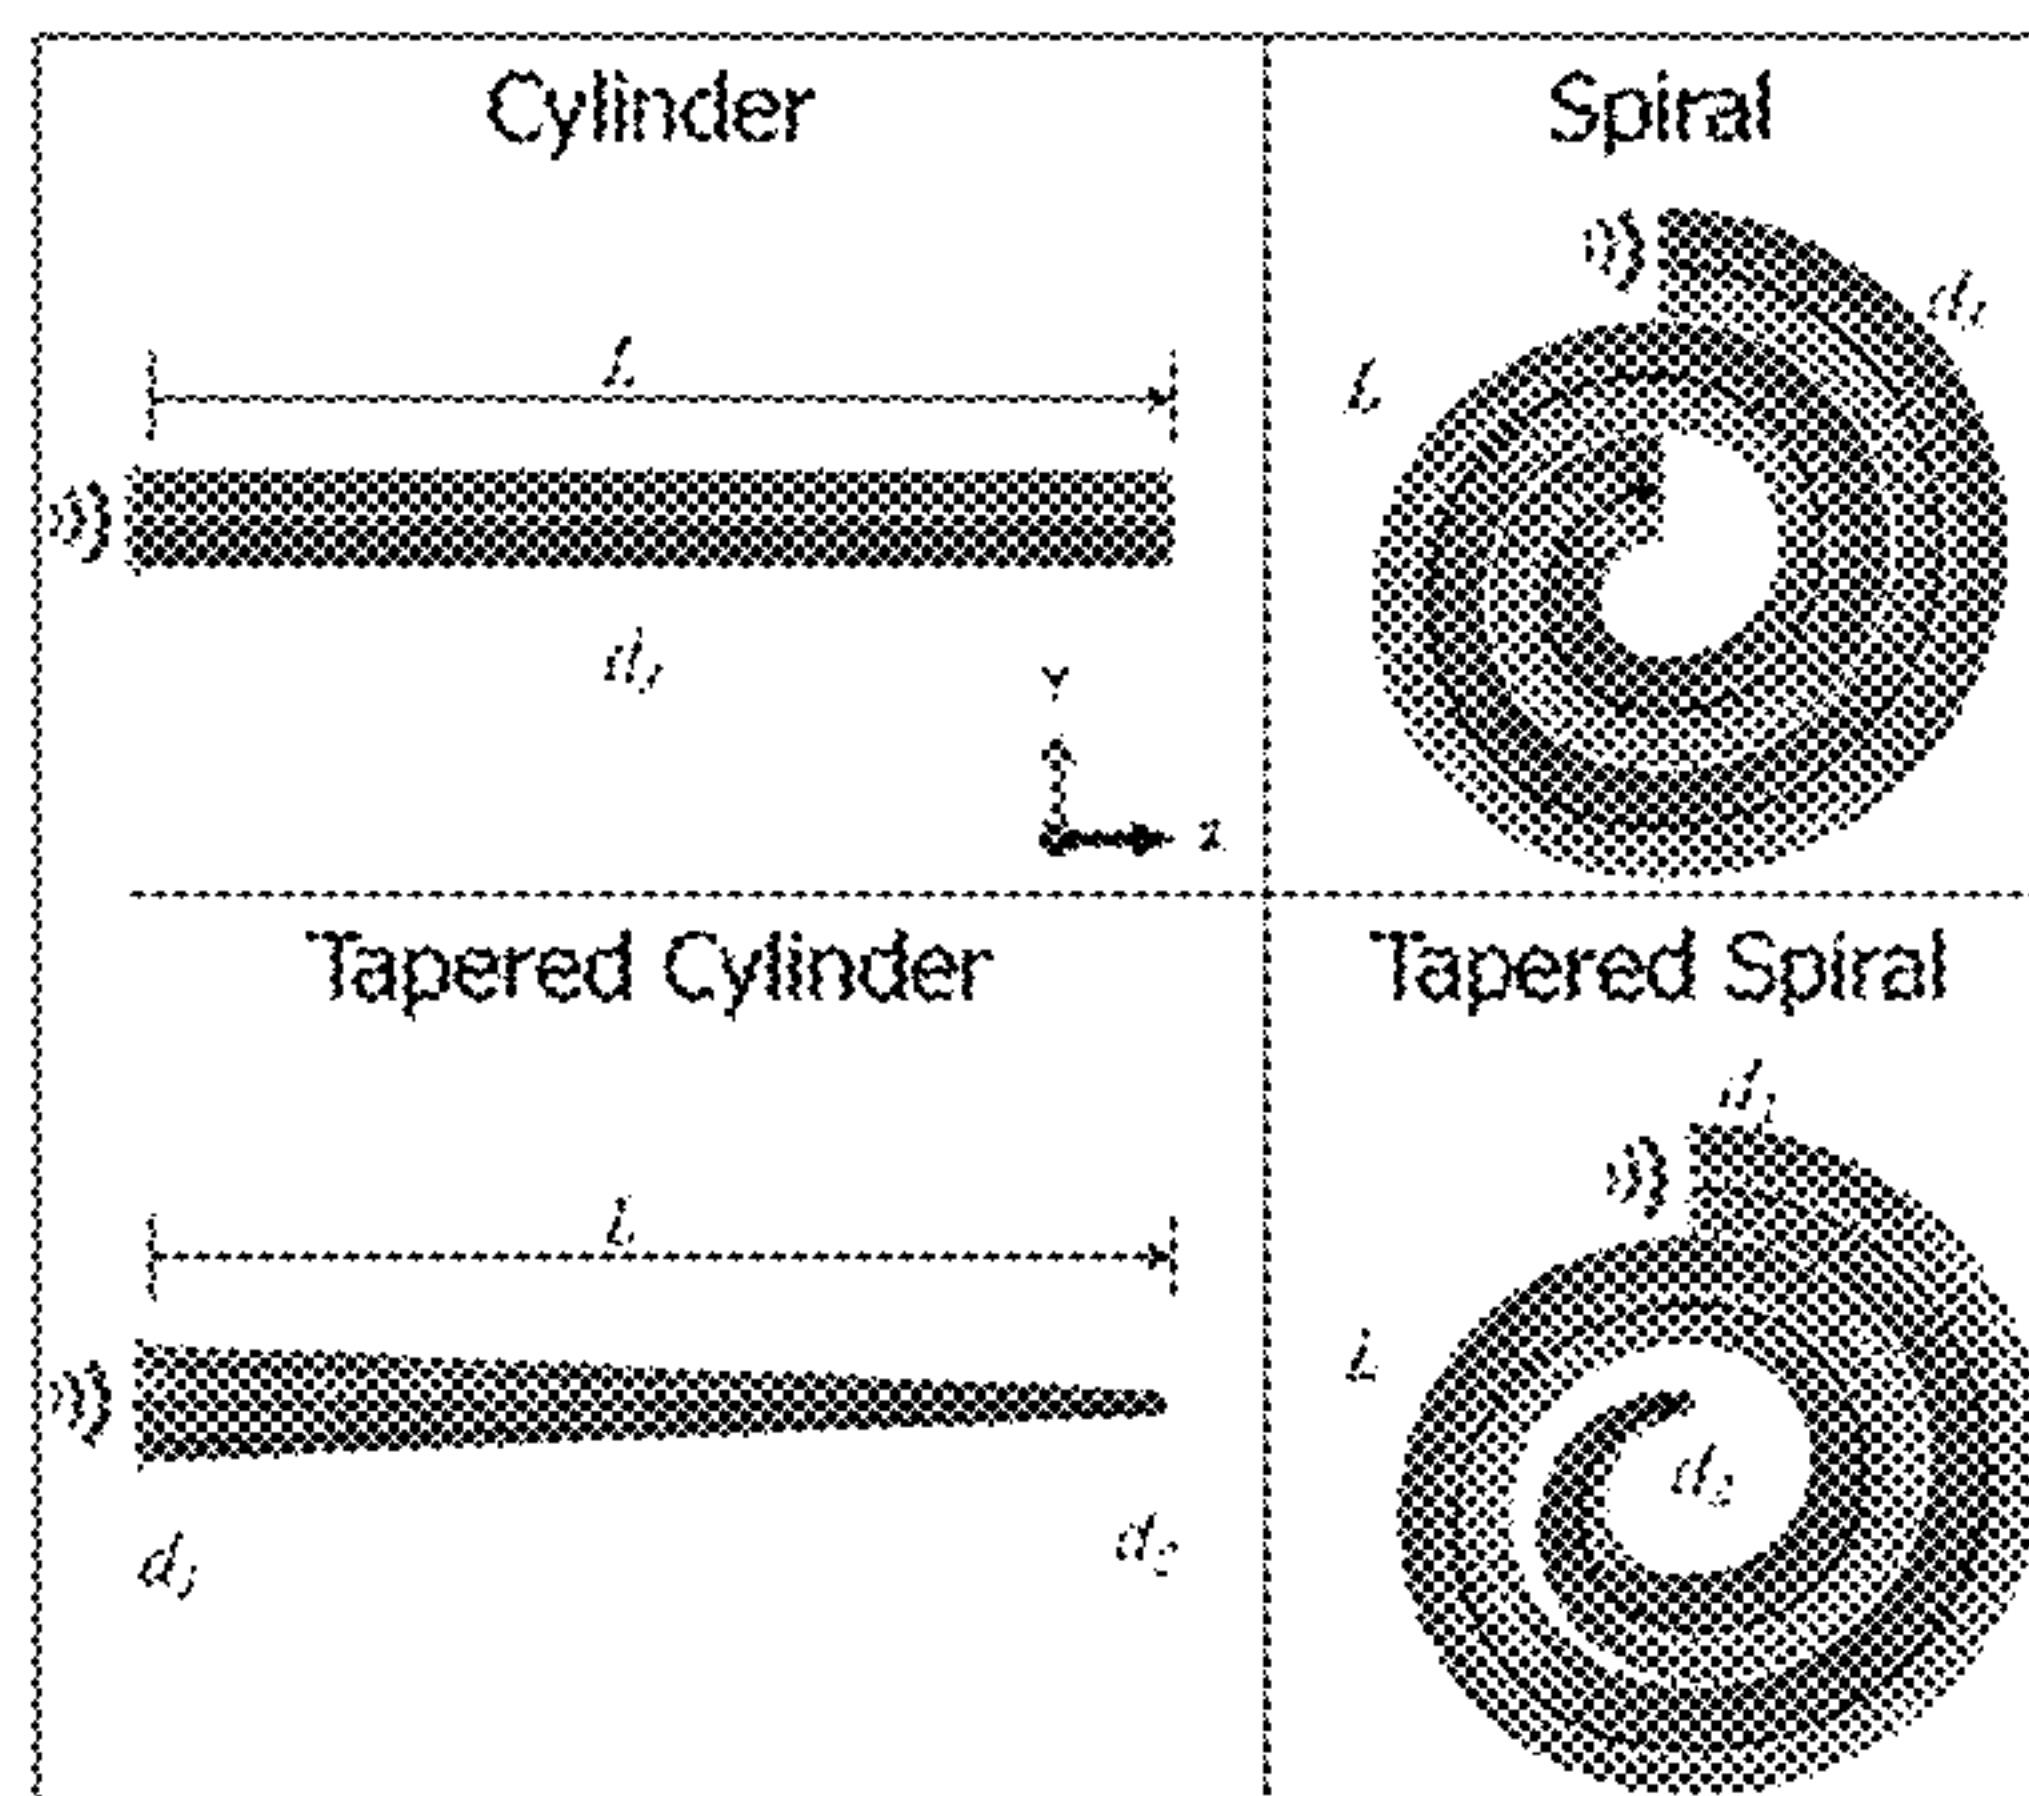 Cylinder
L
d₁
Y
z
Spiral
L
d₁
Tapered Cylinder
L
d₁
d₂
Tapered Spiral
d₁
L
d₂